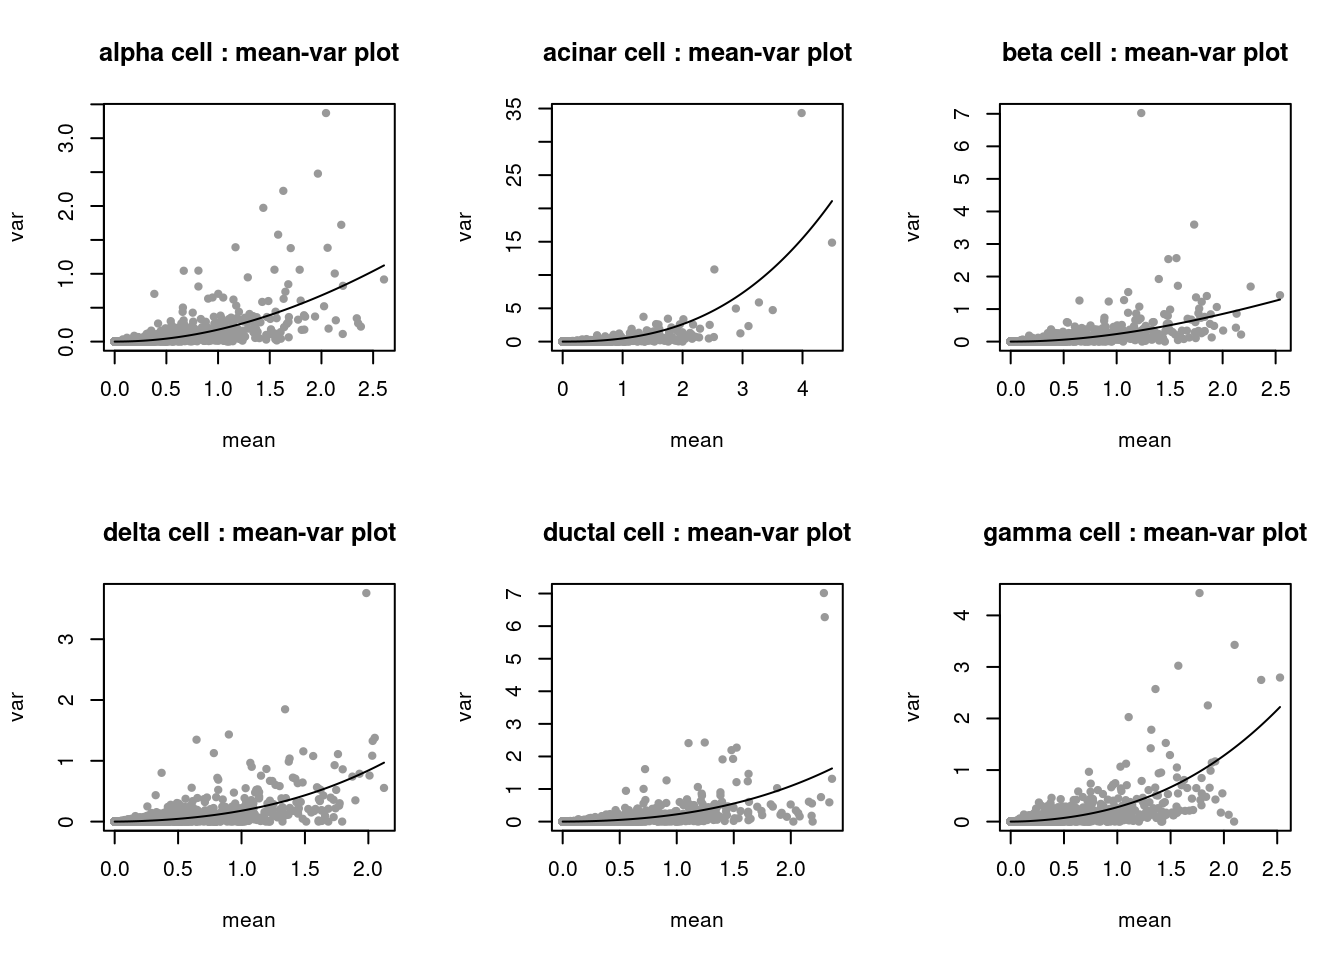 alpha cell : mean-var plot
var
0.0 1.0 2.0 3.0
0.0 0.5 1.0 1.5 2.0 2.5
mean
acinar cell : mean-var plot
var
0 5 15 25 35
0 1 2 3 4
mean
beta cell : mean-var plot
var
0 1 2 3 4 5 6 7
0.0 0.5 1.0 1.5 2.0 2.5
mean
delta cell : mean-var plot
var
0 1 2 3
0.0 0.5 1.0 1.5 2.0
mean
ductal cell : mean-var plot
var
0 1 2 3 4 5 6 7
0.0 0.5 1.0 1.5 2.0
mean
gamma cell : mean-var plot
var
0 1 2 3 4
0.0 0.5 1.0 1.5 2.0 2.5
mean